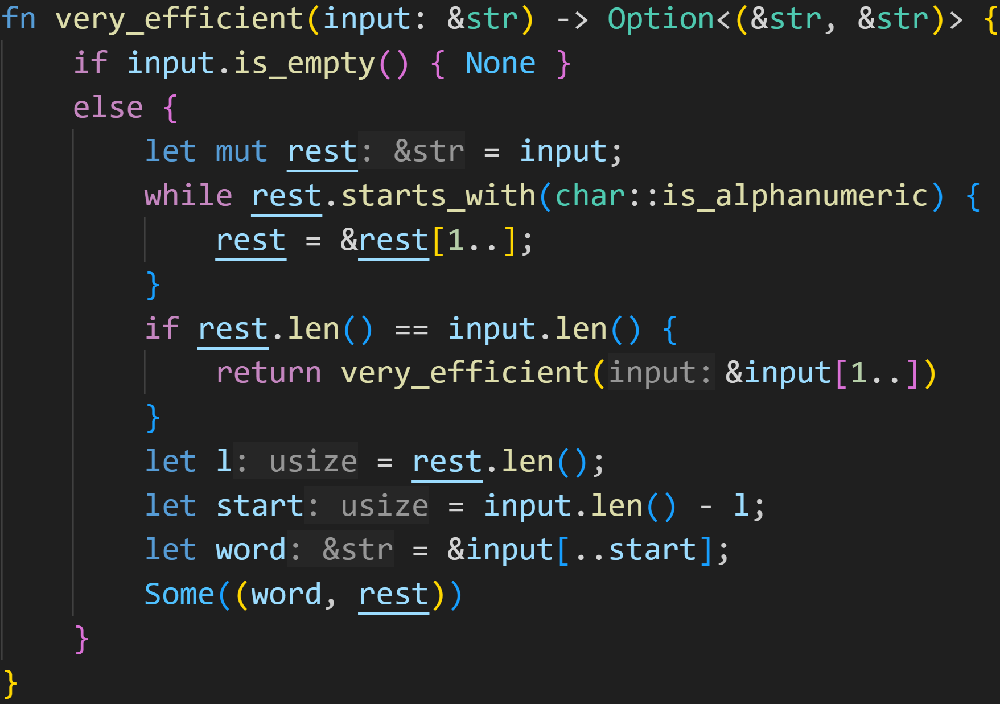 fn very_efficient(input: &str) -> Option<(&str, &str)> {
    if input.is_empty() { None }
    else {
        let mut rest: &str = input;
        while rest.starts_with(char::is_alphanumeric) {
            rest = &rest[1..];
        }
        if rest.len() == input.len() {
            return very_efficient(input: &input[1..])
        }
        let l: usize = rest.len();
        let start: usize = input.len() - l;
        let word: &str = &input[..start];
        Some((word, rest))
    }
}